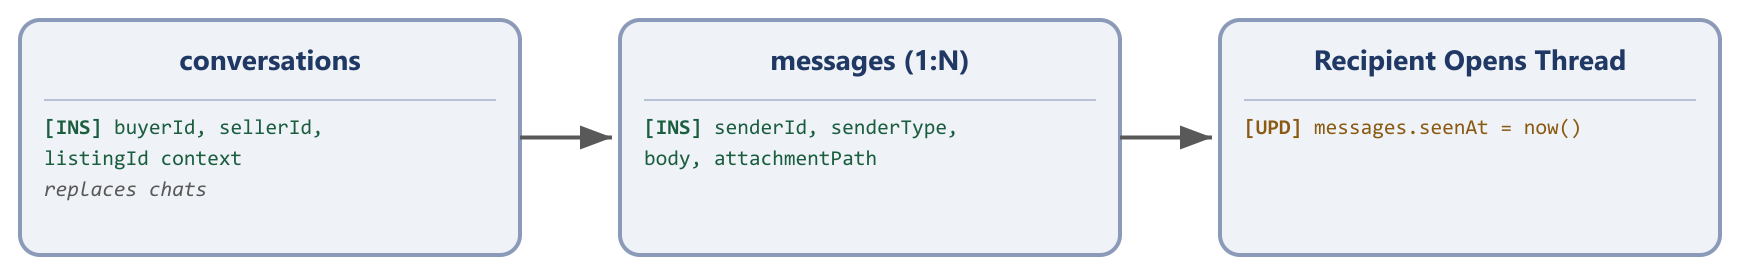 conversations
[INS] buyerId, sellerId,
listingId context
replaces chats
messages (1:N)
[INS] senderId, senderType,
body, attachmentPath
Recipient Opens Thread
[UPD] messages.seenAt = now()